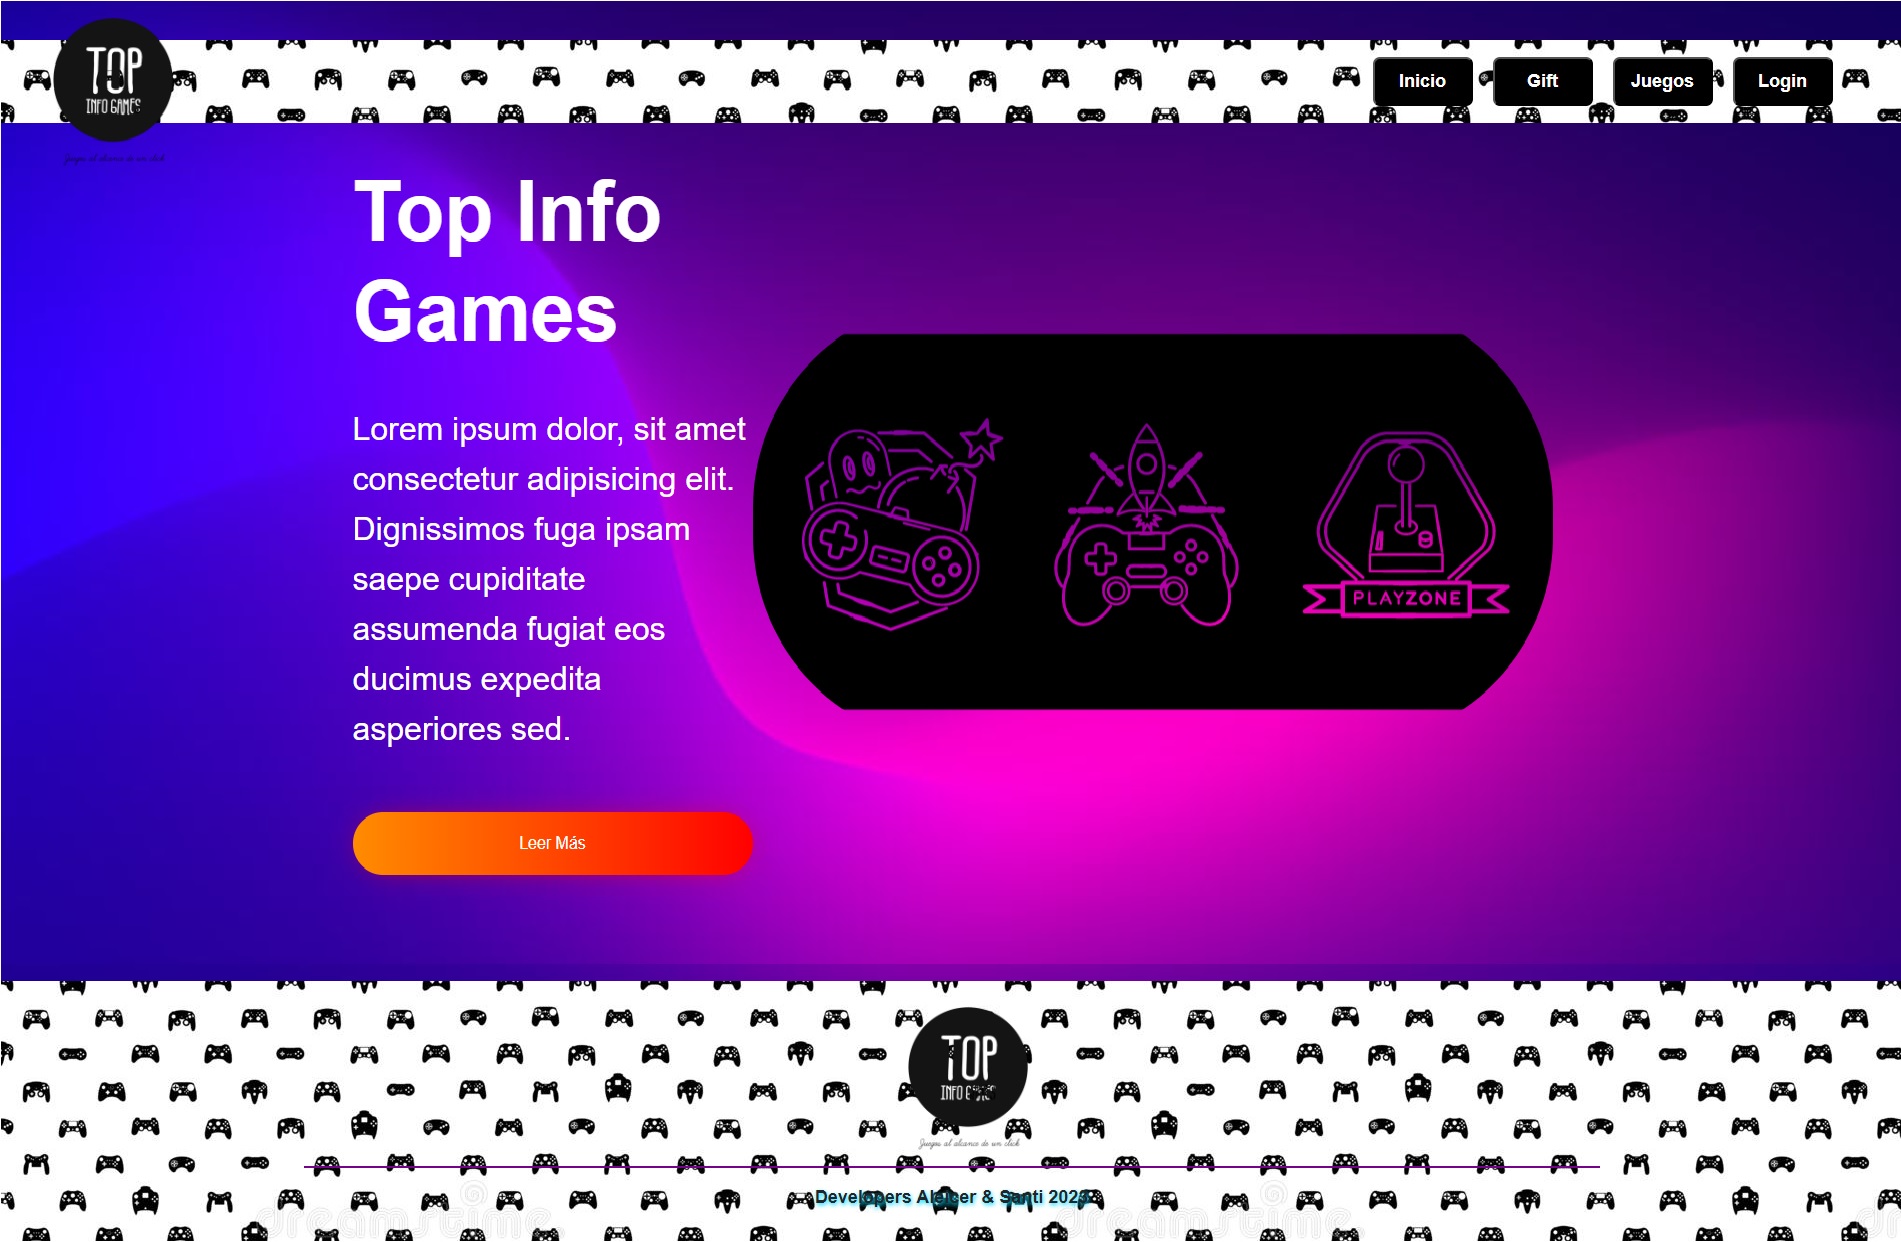 TOP
INFO GAMES
Juegos al alcance de un click
Inicio
Gift
Juegos
Login
Top Info
Games
Lorem ipsum dolor, sit amet
consectetur adipisicing elit.
Dignissimos fuga ipsam
saepe cupiditate
assumenda fugiat eos
ducimus expedita
asperiores sed.
Leer Más
PLAYZONE
TOP
INFO GAMES
Juegos al alcance de un click
Developers & Santi
dreamstime
dreamstime